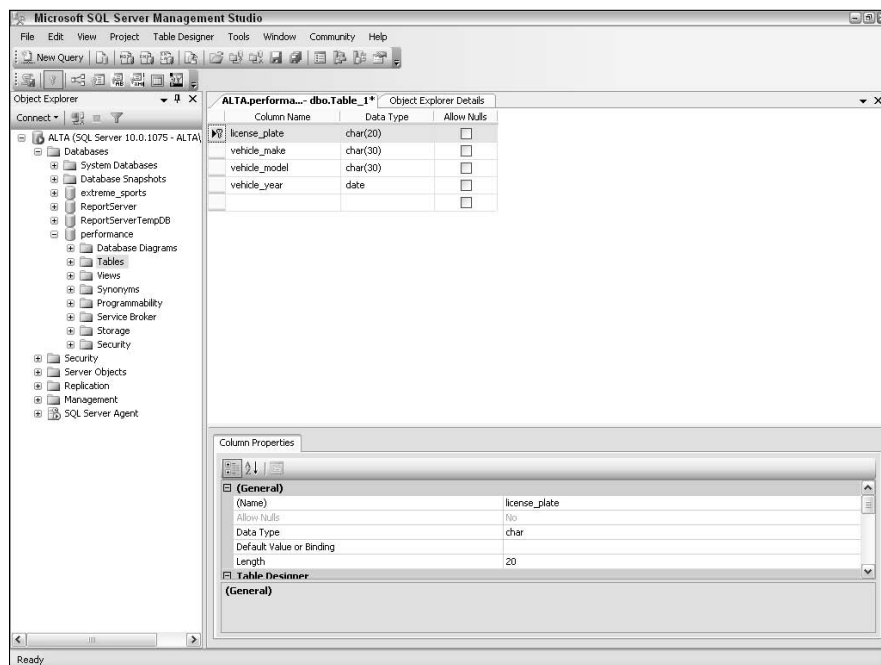 Microsoft SQL Server Management Studio
File Edit View Project Table Designer Tools Window Community Help
New Query
Object Explorer
ALTA.performa...- dbo.Table_1* Object Explorer Details
Connect
Column Name Data Type Allow Nulls
license_plate char(20)
vehicle_make char(30)
vehicle_model char(30)
vehicle_year date
ALTA (SQL Server 10.0.1075 - ALTA\
Databases
System Databases
Database Snapshots
extreme_sports
ReportServer
ReportServerTempDB
performance
Database Diagrams
Tables
Views
Synonyms
Programmability
Service Broker
Storage
Security
Security
Server Objects
Replication
Management
SQL Server Agent
Column Properties
(General)
(Name) license_plate
Allow Nulls No
Data Type char
Default Value or Binding
Length 20
Table Designer
(General)
Ready